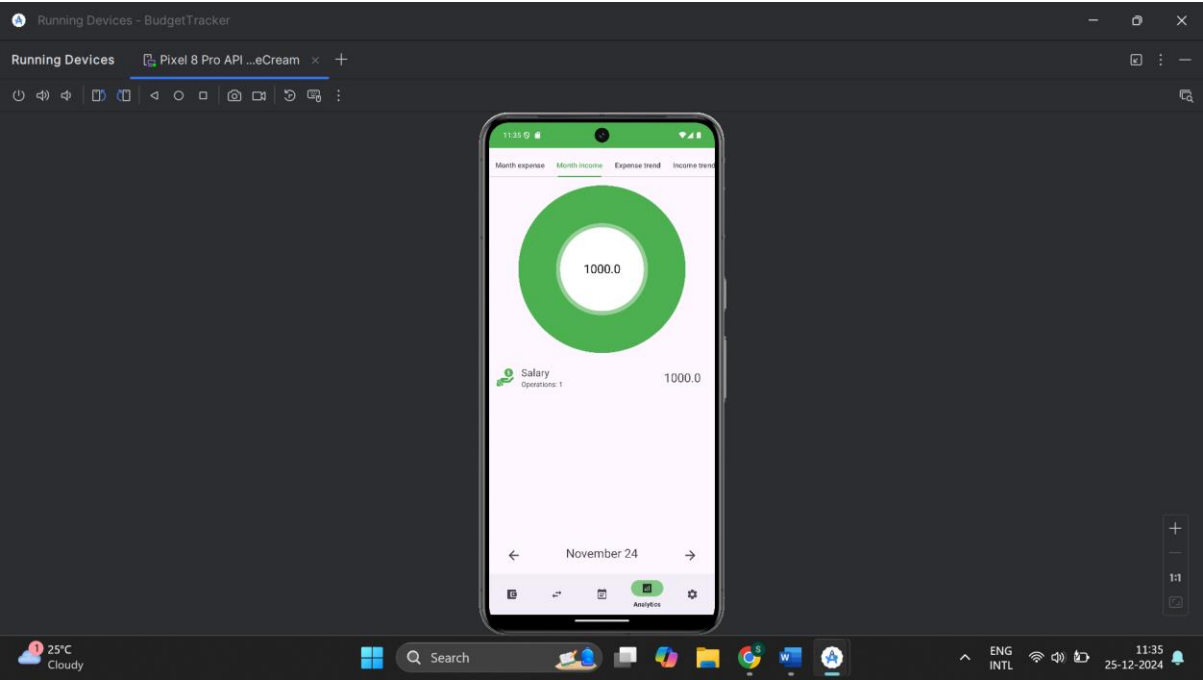 Running Devices - BudgetTracker
Running Devices
Pixel 8 Pro API ...eCream
11:35
Month expense Month income Expense trend Income trend
1000.0
Salary
Operations: 1
1000.0
November 24
Analytics
1:1
1
25°C
Cloudy
Search
ENG
INTL
11:35
25-12-2024